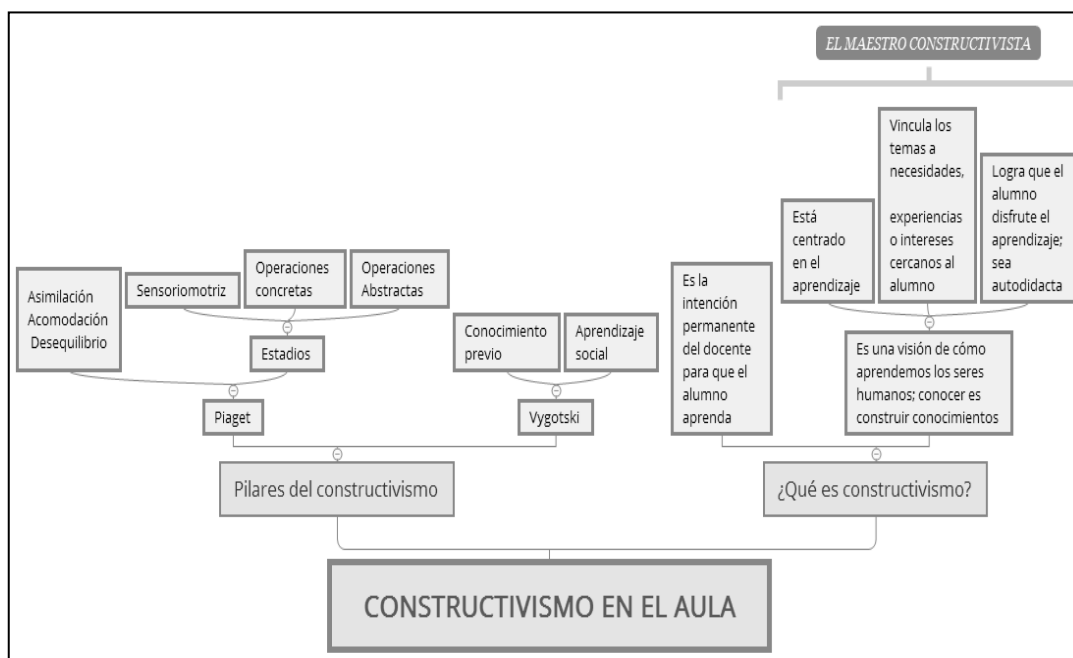 EL MAESTRO CONSTRUCTIVISTA
Asimilación
Acomodación
Desequilibrio
Sensoriomotriz
Operaciones
concretas
Operaciones
Abstractas
Estadios
Piaget
Conocimiento
previo
Aprendizaje
social
Vygotski
Es la
intención
permanente
del docente
para que el
alumno
aprenda
Está
centrado
en el
aprendizaje
Vincula los
temas a
necesidades,
experiencias
o intereses
cercanos al
alumno
Logra que el
alumno
disfrute el
aprendizaje;
sea
autodidacta
Es una visión de cómo
aprendemos los seres
humanos; conocer es
construir conocimientos
Pilares del constructivismo
¿Qué es constructivismo?
CONSTRUCTIVISMO EN EL AULA